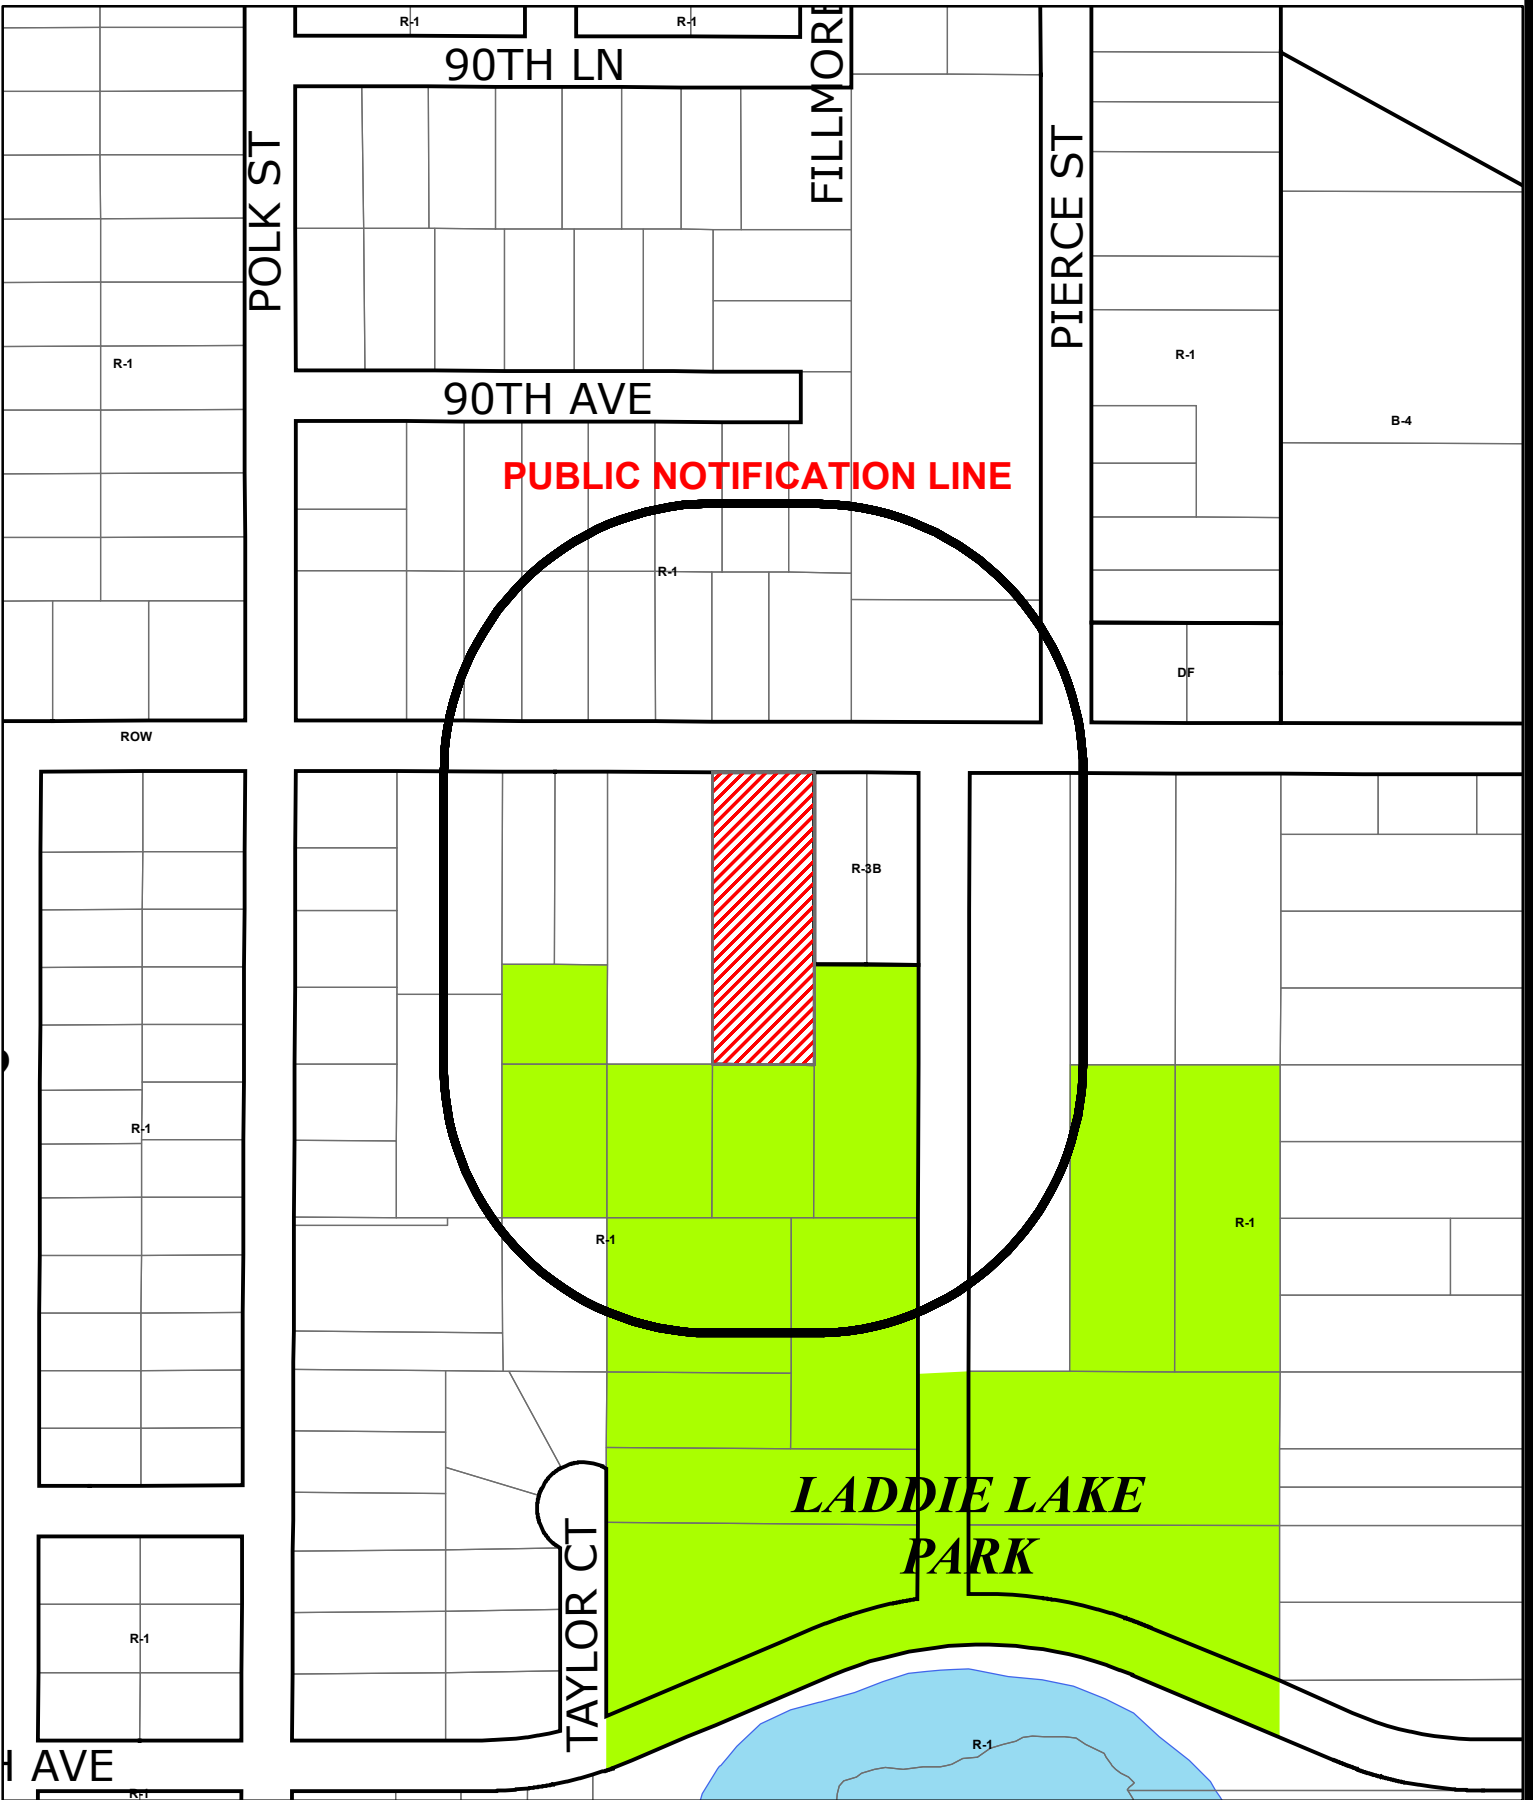 R-1
R-1
90TH LN
FILLMORE
POLK ST
PIERCE ST
R-1
R-1
90TH AVE
B-4
PUBLIC NOTIFICATION LINE
R-1
DF
ROW
R-3B
R-1
R-1
R-1
LADDIE LAKE
PARK
TAYLOR CT
R-1
R-1
AVE
R-1